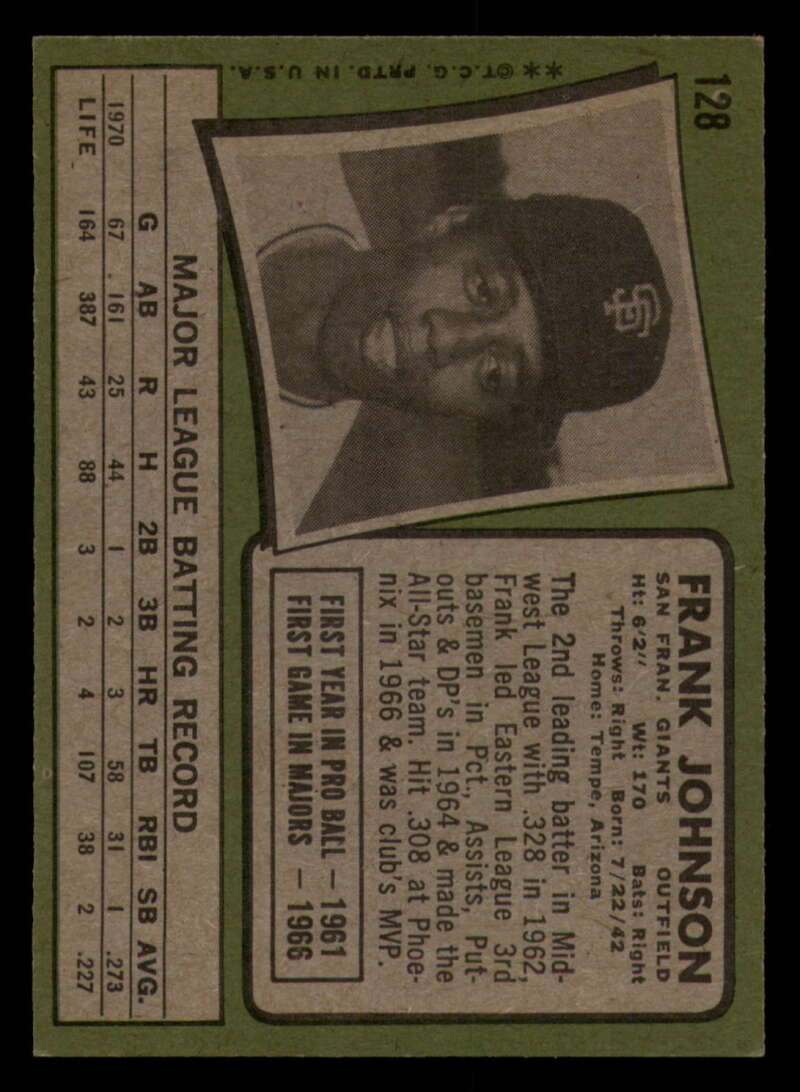 128
FRANK JOHNSON
SAN FRAN. GIANTS OUTFIELD
Ht: 6'2" Wt: 170 Bats: Right
Throws: Right Born: 7/22/42
Home: Tempe, Arizona
The 2nd leading batter in Mid-
west League with .328 in 1962,
Frank led Eastern League 3rd
basemen in Pct., Assists, Put-
outs & DP's in 1964 & made the
All-Star team. Hit .308 at Phoe-
nix in 1966 & was club's MVP.
FIRST YEAR IN PRO BALL — 1961
FIRST GAME IN MAJORS — 1966
SF
MAJOR LEAGUE BATTING RECORD
G AB R H 2B 3B HR TB RBI SB AVG.
1970 67 161 25 44 1 2 3 58 31 1 .273
LIFE 164 387 43 88 3 2 4 107 38 2 .227
**©T.C.G. PRTD. IN U.S.A.